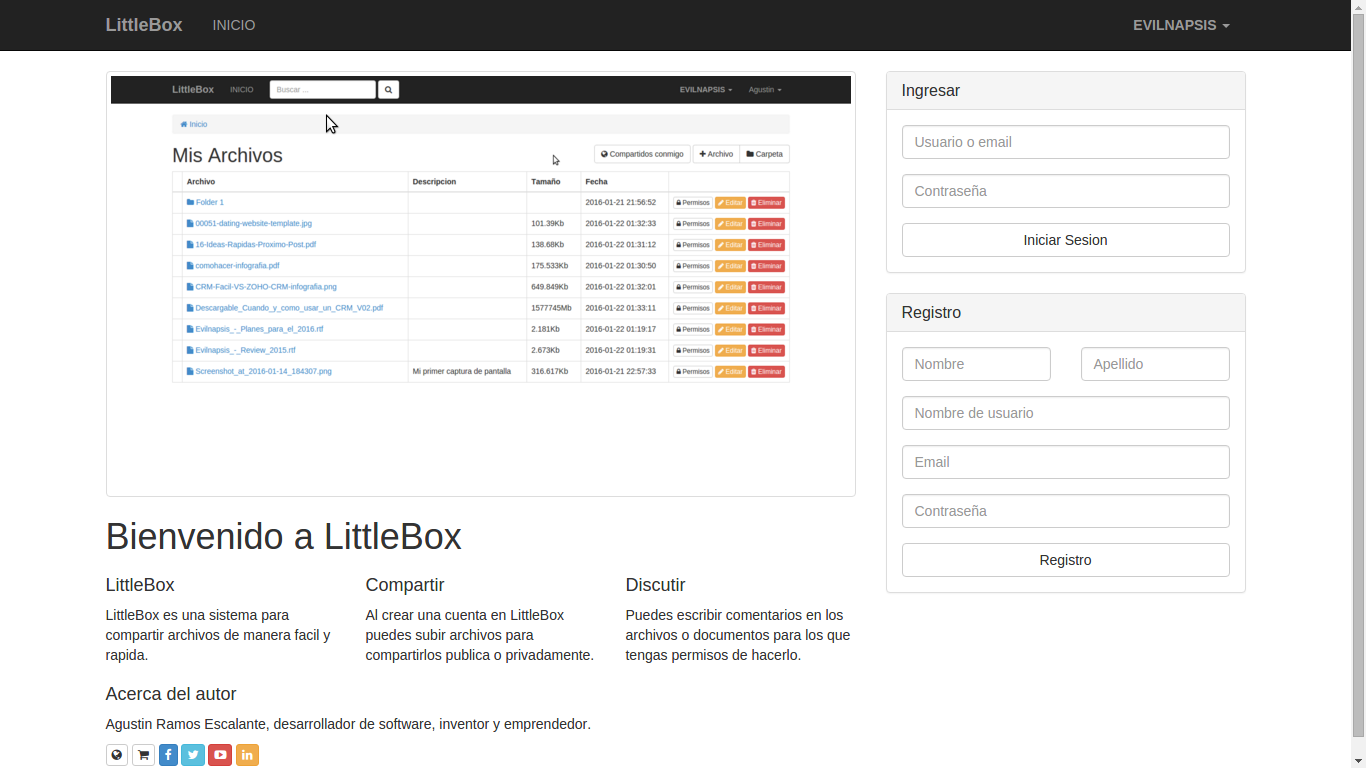 LittleBox INICIO EVILNAPSIS
LittleBox INICIO Buscar ... EVILNAPSIS Agustin
Inicio
Mis Archivos Compartidos conmigo Archivo Carpeta
Archivo Descripcion Tamaño Fecha
Folder 1 2016-01-21 21:56:52 Permisos Editar Eliminar
00051-dating-website-template.jpg 101.39Kb 2016-01-22 01:32:33 Permisos Editar Eliminar
16-Ideas-Rapidas-Proximo-Post.pdf 138.68Kb 2016-01-22 01:31:12 Permisos Editar Eliminar
comohacer-infografia.pdf 175.533Kb 2016-01-22 01:30:50 Permisos Editar Eliminar
CRM-Facil-VS-ZOHO-CRM-infografia.png 649.849Kb 2016-01-22 01:32:01 Permisos Editar Eliminar
Descargable_Cuando_y_como_usar_un_CRM_V02.pdf 1577745Mb 2016-01-22 01:33:11 Permisos Editar Eliminar
Evilnapsis_-_Planes_para_el_2016.rtf 2.181Kb 2016-01-22 01:19:17 Permisos Editar Eliminar
Evilnapsis_-_Review_2015.rtf 2.673Kb 2016-01-22 01:19:31 Permisos Editar Eliminar
Screenshot_at_2016-01-14_184307.png Mi primer captura de pantalla 316.617Kb 2016-01-21 22:57:33 Permisos Editar Eliminar
Bienvenido a LittleBox
LittleBox
LittleBox es una sistema para
compartir archivos de manera facil y
rapida.
Compartir
Al crear una cuenta en LittleBox
puedes subir archivos para
compartirlos publica o privadamente.
Discutir
Puedes escribir comentarios en los
archivos o documentos para los que
tengas permisos de hacerlo.
Acerca del autor
Agustin Ramos Escalante, desarrollador de software, inventor y emprendedor.
Ingresar
Usuario o email
Contraseña
Iniciar Sesion
Registro
Nombre Apellido
Nombre de usuario
Email
Contraseña
Registro